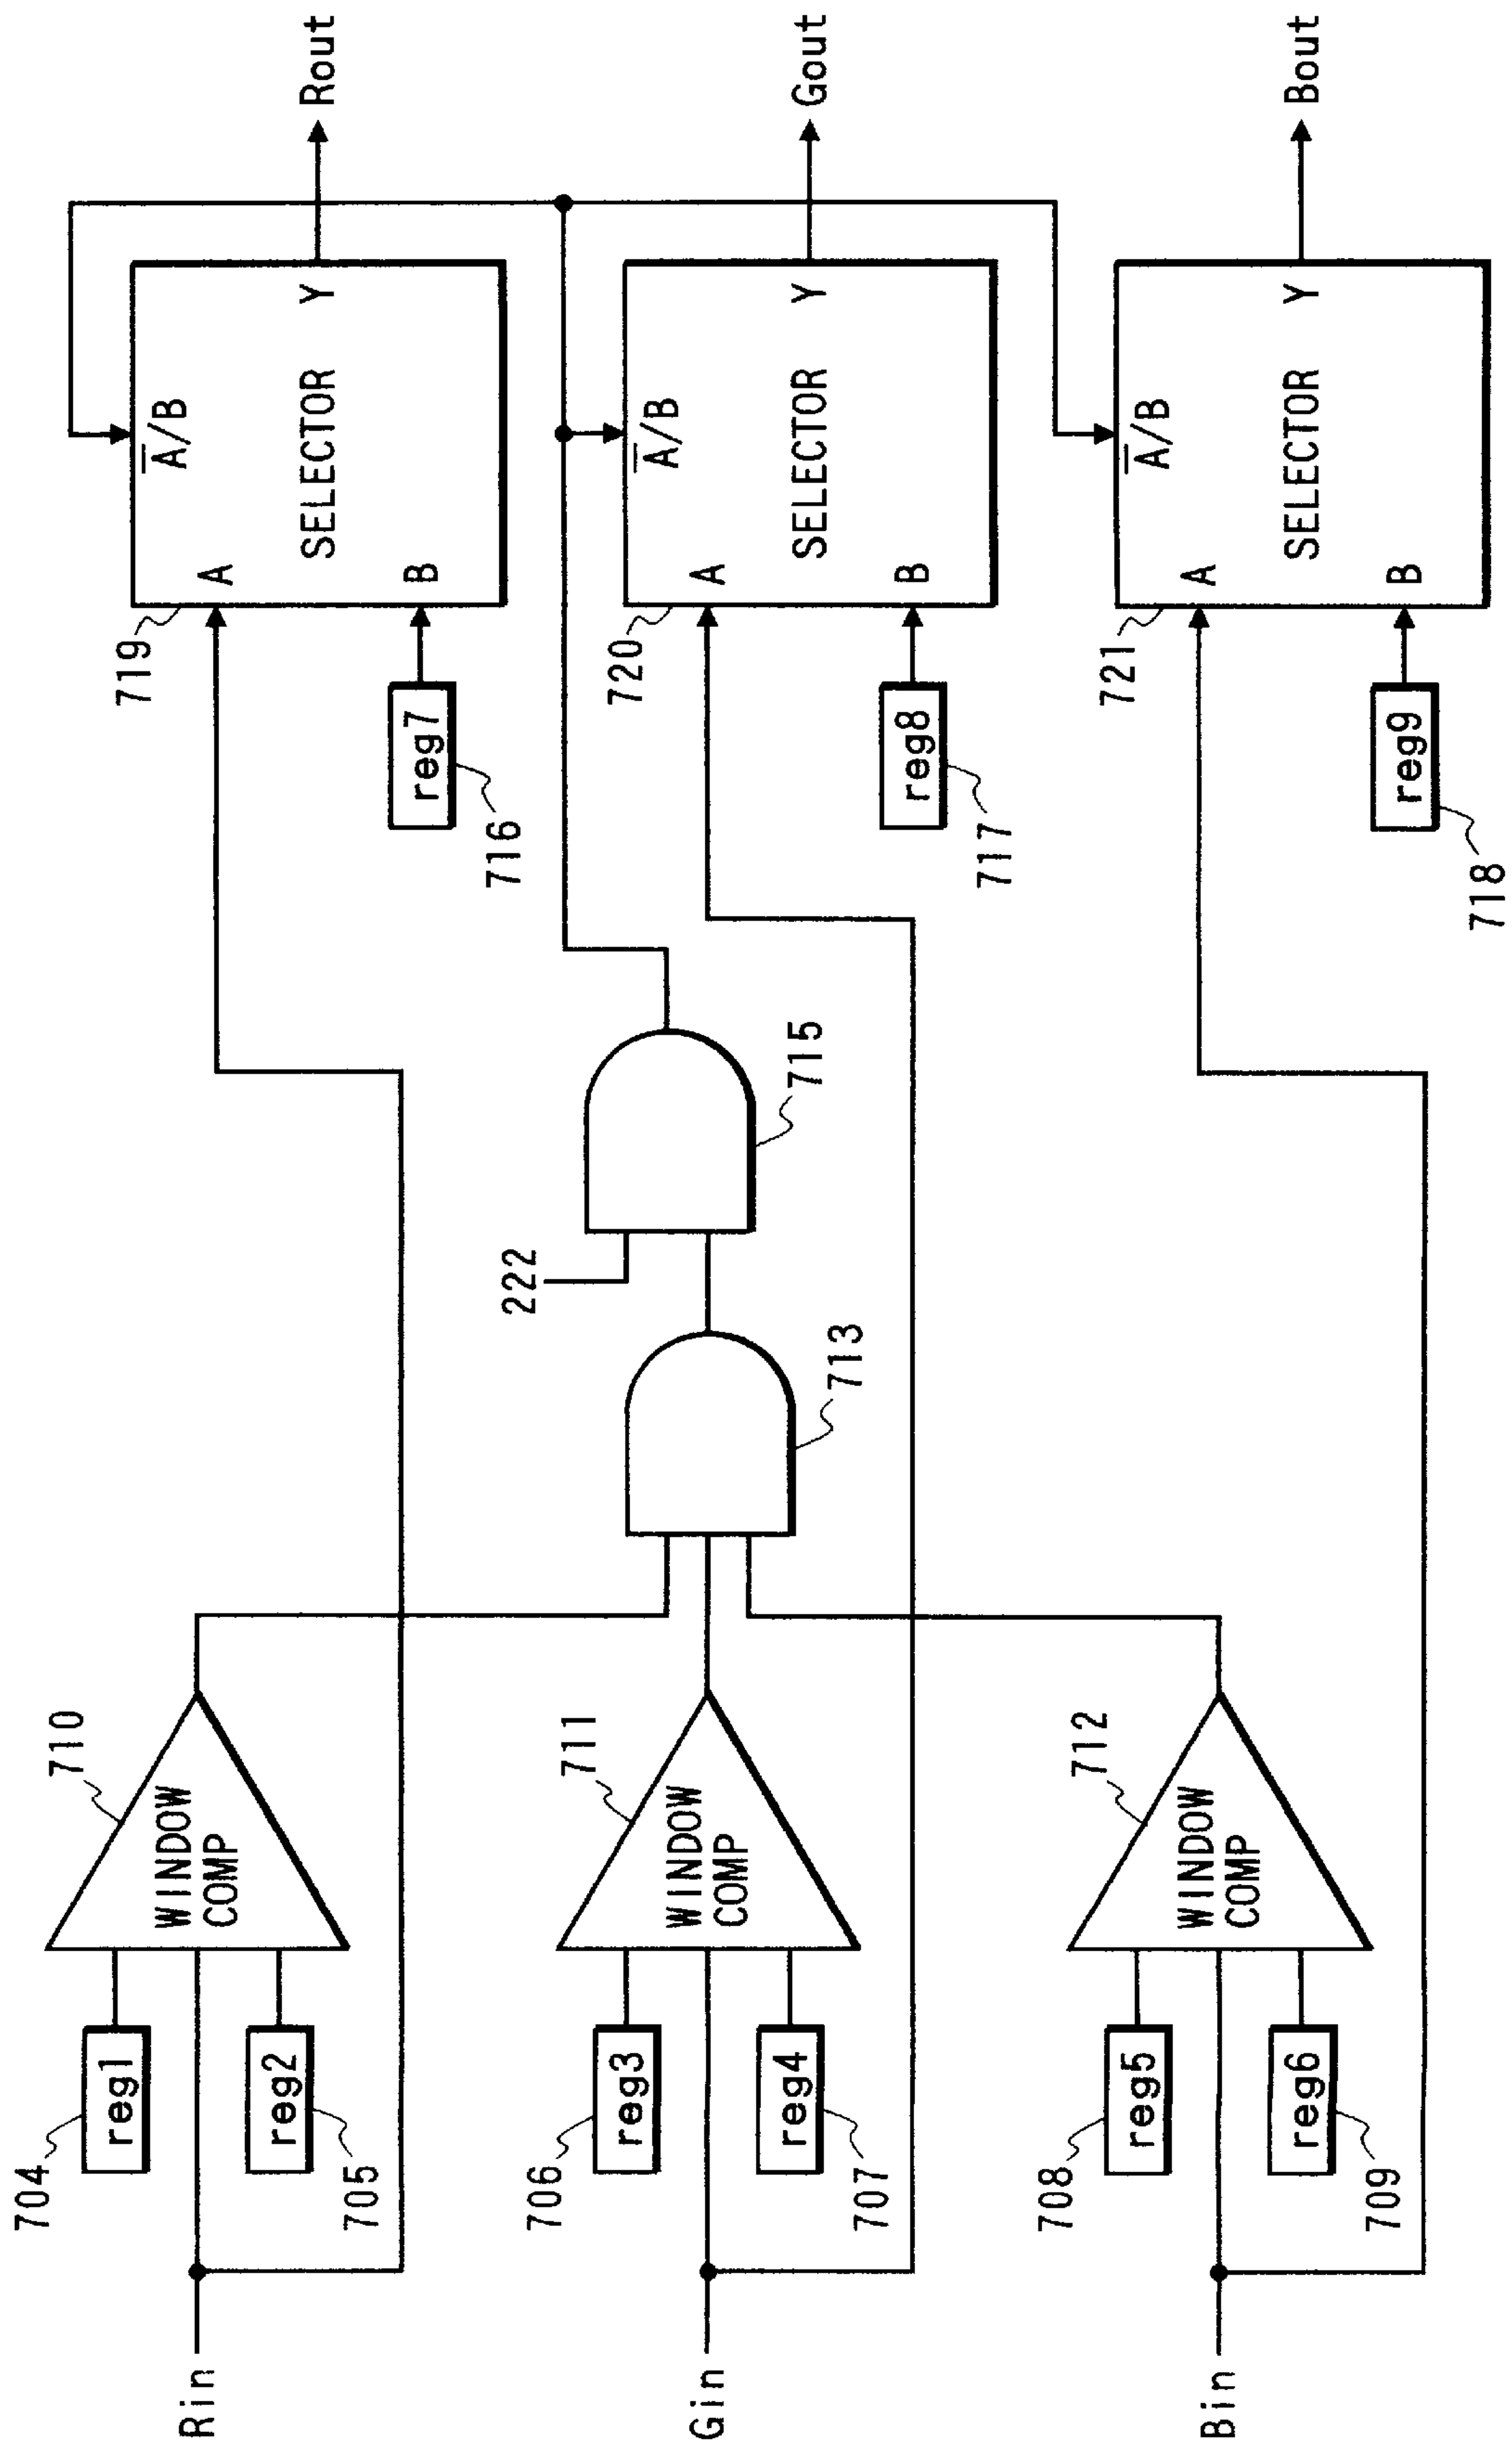 Rin
704
reg1
reg2
705
710
WINDOW
COMP
719
A
B
A/B
SELECTOR
Y
Rout
reg7
716
Gin
706
reg3
reg4
707
711
WINDOW
COMP
713
222
715
720
A
B
A/B
SELECTOR
Y
Gout
reg8
717
Bin
708
reg5
reg6
709
712
WINDOW
COMP
721
A
B
A/B
SELECTOR
Y
Bout
reg9
718